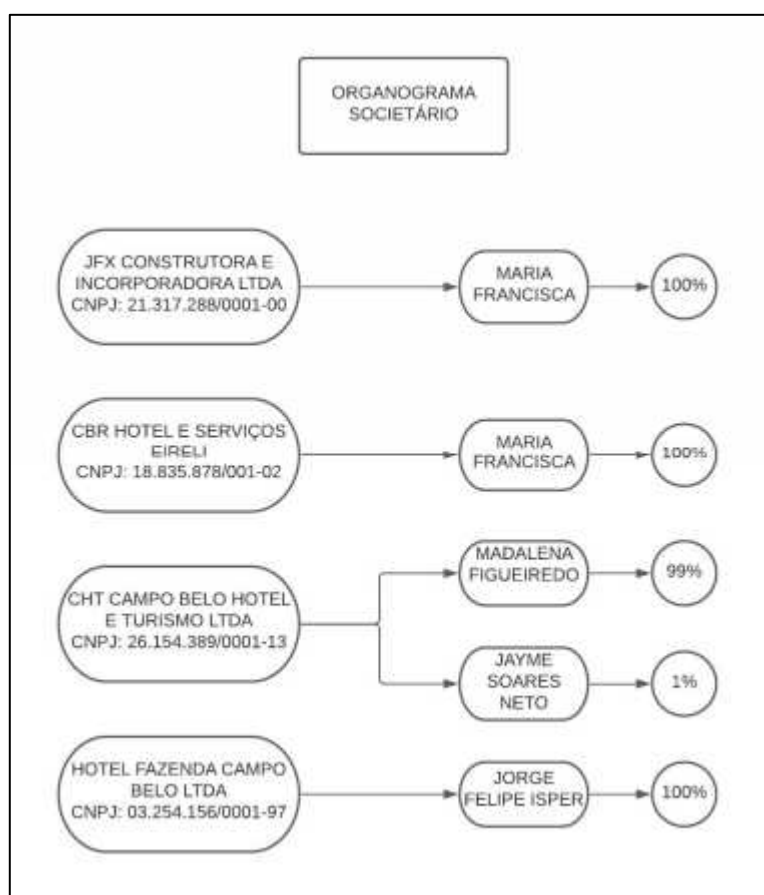 ORGANOGRAMA
SOCIETÁRIO
JFX CONSTRUTORA E
INCORPORADORA LTDA
CNPJ: 21.317.288/0001-00
MARIA
FRANCISCA
100%
CBR HOTEL E SERVIÇOS
EIRELI
CNPJ: 18.835.878/001-02
MARIA
FRANCISCA
100%
CHT CAMPO BELO HOTEL
E TURISMO LTDA
CNPJ: 26.154.389/0001-13
MADALENA
FIGUEIREDO
99%
JAYME
SOARES
NETO
1%
HOTEL FAZENDA CAMPO
BELO LTDA
CNPJ: 03.254.156/0001-97
JORGE
FELIPE ISPER
100%